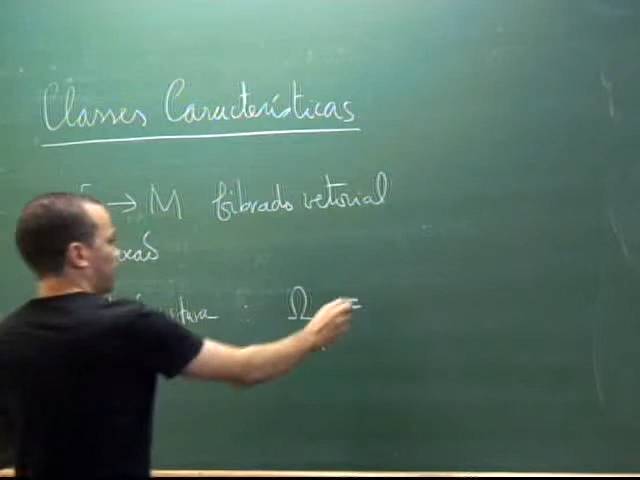 Classes Características
→ M fibrado vetorial
Ω =